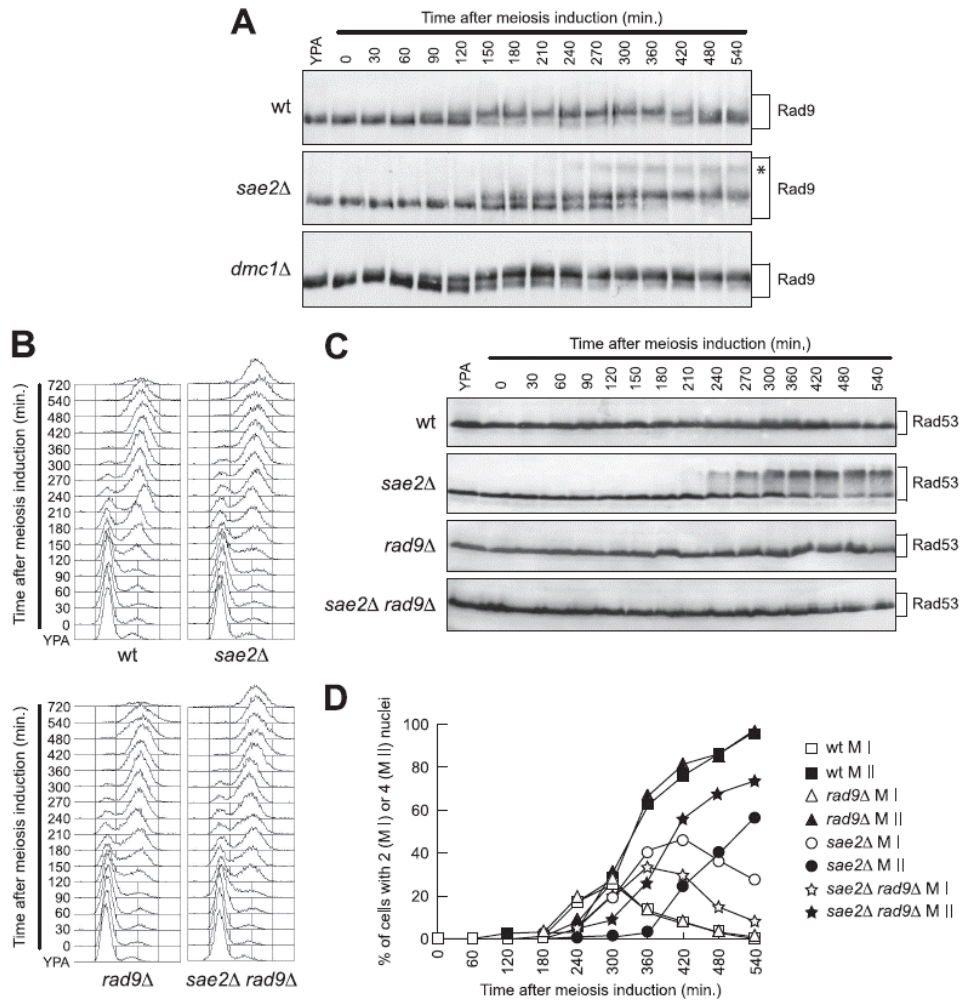 A
Time after meiosis induction (min.)
YPA 0 30 60 90 120 150 180 210 240 270 300 360 420 480 540
wt
Rad9
sae2Δ
*
Rad9
dmc1Δ
Rad9
B
Time after meiosis induction (min.)
720
540
480
420
360
300
270
240
210
180
150
120
90
60
30
0
YPA
wt
sae2Δ
Time after meiosis induction (min.)
720
540
480
420
360
300
270
240
210
180
150
120
90
60
30
0
YPA
rad9Δ
sae2Δ rad9Δ
C
Time after meiosis induction (min.)
YPA 0 30 60 90 120 150 180 210 240 270 300 360 420 480 540
wt
Rad53
sae2Δ
Rad53
rad9Δ
Rad53
sae2Δ rad9Δ
Rad53
D
% of cells with 2 (M I) or 4 (M II) nuclei
100
80
60
40
20
0
0 60 120 180 240 300 360 420 480 540
Time after meiosis induction (min.)
wt M I
wt M II
rad9Δ M I
rad9Δ M II
sae2Δ M I
sae2Δ M II
sae2Δ rad9Δ M I
sae2Δ rad9Δ M II